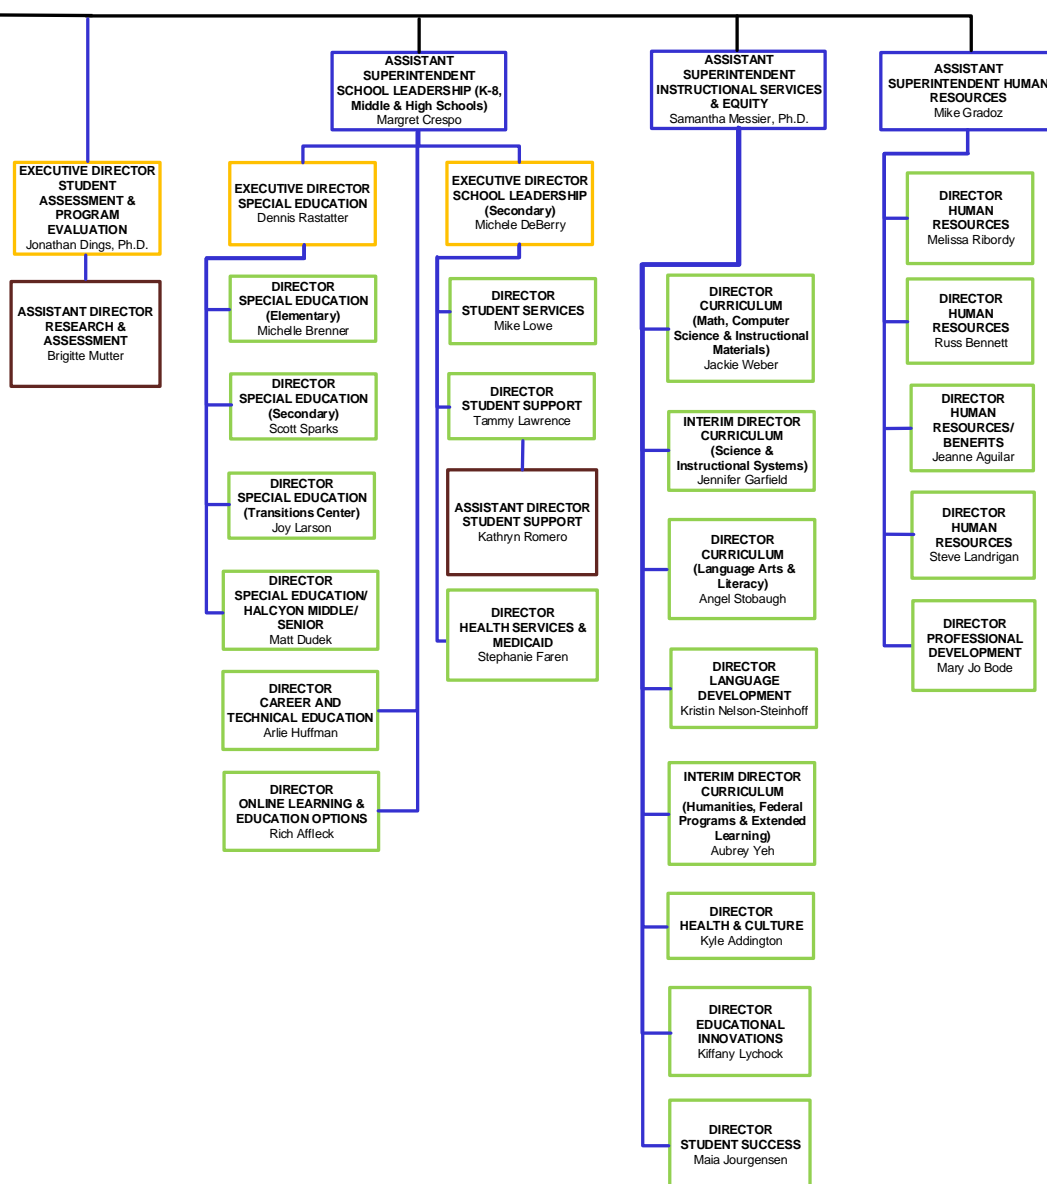 ASSISTANT
SUPERINTENDENT
SCHOOL LEADERSHIP (K-8,
Middle & High Schools)
Margret Crespo
ASSISTANT
SUPERINTENDENT
INSTRUCTIONAL SERVICES
& EQUITY
Samantha Messier, Ph.D.
ASSISTANT
SUPERINTENDENT HUMAN
RESOURCES
Mike Gradoz
EXECUTIVE DIRECTOR
STUDENT
ASSESSMENT &
PROGRAM
EVALUATION
Jonathan Dings, Ph.D.
ASSISTANT DIRECTOR
RESEARCH &
ASSESSMENT
Brigitte Mutter
EXECUTIVE DIRECTOR
SPECIAL EDUCATION
Dennis Rastatter
DIRECTOR
SPECIAL EDUCATION
(Elementary)
Michelle Brenner
DIRECTOR
SPECIAL EDUCATION
(Secondary)
Scott Sparks
DIRECTOR
SPECIAL EDUCATION
(Transitions Center)
Joy Larson
DIRECTOR
SPECIAL EDUCATION/
HALCYON MIDDLE/
SENIOR
Matt Dudek
DIRECTOR
CAREER AND
TECHNICAL EDUCATION
Arlie Huffman
DIRECTOR
ONLINE LEARNING &
EDUCATION OPTIONS
Rich Affleck
EXECUTIVE DIRECTOR
SCHOOL LEADERSHIP
(Secondary)
Michele DeBerry
DIRECTOR
STUDENT SERVICES
Mike Lowe
DIRECTOR
STUDENT SUPPORT
Tammy Lawrence
ASSISTANT DIRECTOR
STUDENT SUPPORT
Kathryn Romero
DIRECTOR
HEALTH SERVICES &
MEDICAID
Stephanie Faren
DIRECTOR
CURRICULUM
(Math, Computer
Science & Instructional
Materials)
Jackie Weber
INTERIM DIRECTOR
CURRICULUM
(Science &
Instructional Systems)
Jennifer Garfield
DIRECTOR
CURRICULUM
(Language Arts &
Literacy)
Angel Stobaugh
DIRECTOR
LANGUAGE
DEVELOPMENT
Kristin Nelson-Steinhoff
INTERIM DIRECTOR
CURRICULUM
(Humanities, Federal
Programs & Extended
Learning)
Aubrey Yeh
DIRECTOR
HEALTH & CULTURE
Kyle Addington
DIRECTOR
EDUCATIONAL
INNOVATIONS
Kiffany Lychock
DIRECTOR
STUDENT SUCCESS
Maia Jourgensen
DIRECTOR
HUMAN
RESOURCES
Melissa Ribordy
DIRECTOR
HUMAN
RESOURCES
Russ Bennett
DIRECTOR
HUMAN
RESOURCES/
BENEFITS
Jeanne Aguilar
DIRECTOR
HUMAN
RESOURCES
Steve Landrigan
DIRECTOR
PROFESSIONAL
DEVELOPMENT
Mary Jo Bode